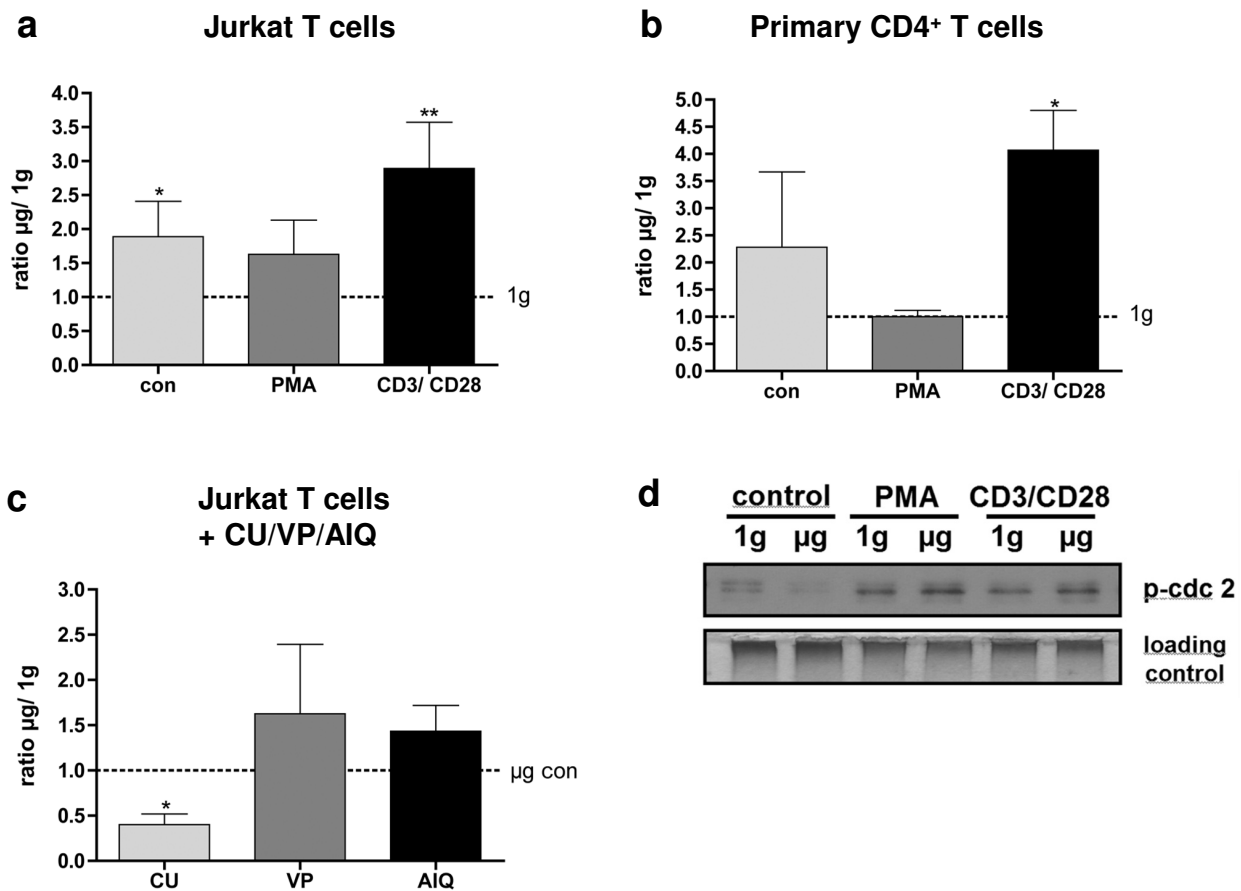 a
Jurkat T cells
4.0
3.5
3.0
2.5
2.0
1.5
1.0
0.5
0.0
ratio µg/ 1g
*
**
1g
con PMA CD3/ CD28
b
Primary CD4⁺ T cells
5.0
4.5
4.0
3.5
3.0
2.5
2.0
1.5
1.0
0.5
0.0
ratio µg/ 1g
*
1g
con PMA CD3/ CD28
c
Jurkat T cells
+ CU/VP/AIQ
3.0
2.5
2.0
1.5
1.0
0.5
0.0
ratio µg/ 1g
*
µg con
CU VP AIQ
d
control PMA CD3/CD28
1g µg 1g µg 1g µg
p-cdc 2
loading
control